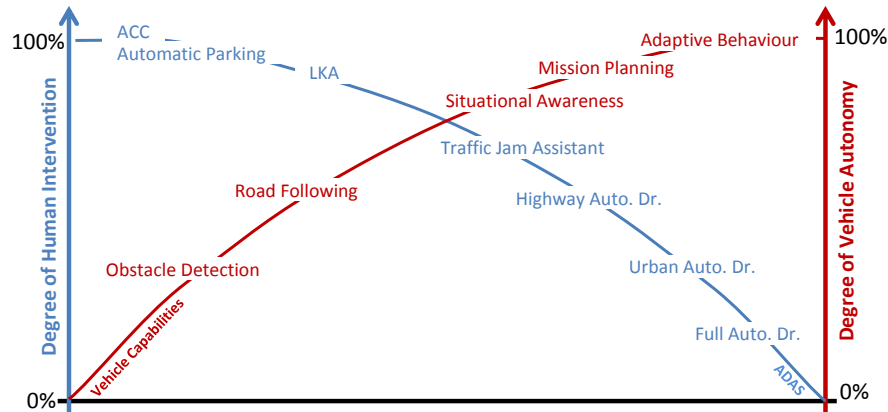 100%
ACC
Automatic Parking
LKA
Adaptive Behaviour
100%
Mission Planning
Situational Awareness
Traffic Jam Assistant
Road Following
Highway Auto. Dr.
Obstacle Detection
Urban Auto. Dr.
Full Auto. Dr.
Vehicle Capabilities
ADAS
Degree of Human Intervention
Degree of Vehicle Autonomy
0%
0%